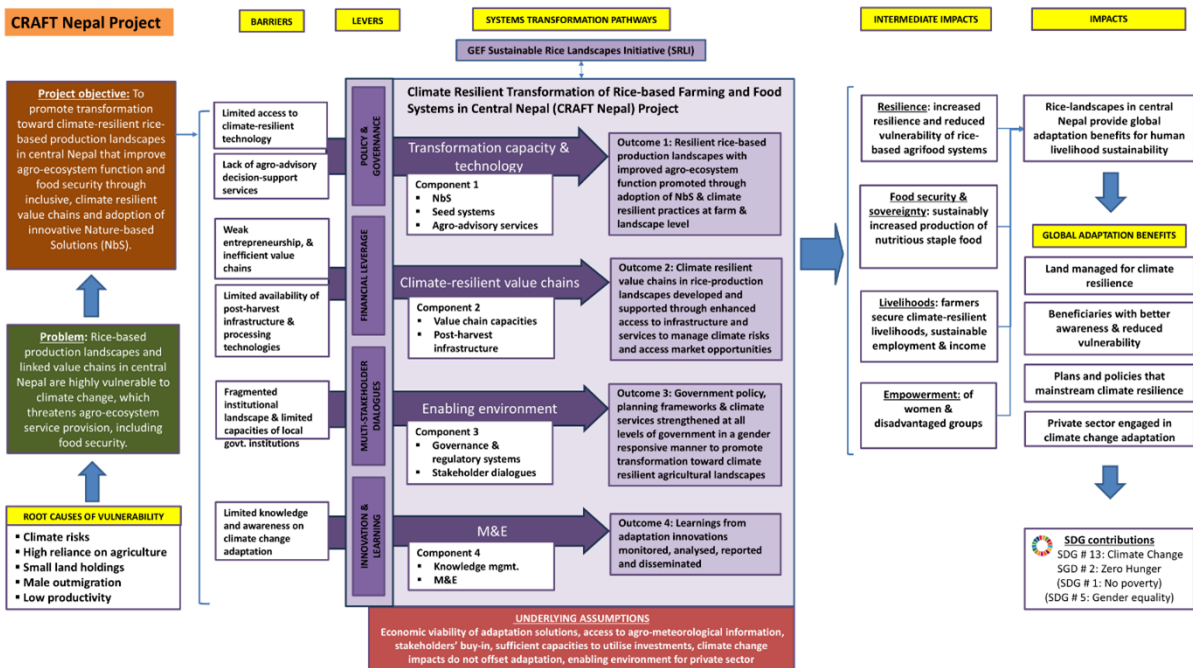 CRAFT Nepal Project
BARRIERS
LEVERS
SYSTEMS TRANSFORMATION PATHWAYS
INTERMEDIATE IMPACTS
IMPACTS
GEF Sustainable Rice Landscapes Initiative (SRLI)
Project objective: To
promote transformation
toward climate-resilient rice-
based production landscapes
in central Nepal that improve
agro-ecosystem function and
food security through
inclusive, climate resilient
value chains and adoption of
innovative Nature-based
Solutions (NbS).
Problem: Rice-based
production landscapes and
linked value chains in central
Nepal are highly vulnerable to
climate change, which
threatens agro-ecosystem
service provision, including
food security.
ROOT CAUSES OF VULNERABILITY
▪ Climate risks
▪ High reliance on agriculture
▪ Small land holdings
▪ Male outmigration
▪ Low productivity
Limited access to
climate-resilient
technology
Lack of agro-advisory
decision-support
services
Weak
entrepreneurship, &
inefficient value
chains
Limited availability of
post-harvest
infrastructure &
processing
technologies
Fragmented
institutional
landscape & limited
capacities of local
govt. institutions
Limited knowledge
and awareness on
climate change
adaptation
POLICY &
GOVERNANCE
FINANCIAL LEVERAGE
MULTI-STAKEHOLDER
DIALOGUES
INNOVATION &
LEARNING
Climate Resilient Transformation of Rice-based Farming and Food
Systems in Central Nepal (CRAFT Nepal) Project
Transformation capacity &
technology
Component 1
▪ NbS
▪ Seed systems
▪ Agro-advisory services
Outcome 1: Resilient rice-
based production
landscapes with
improved agro-ecosystem
function promoted through
adoption of NbS & climate
resilient practices at farm &
landscape level
Climate-resilient value chains
Component 2
▪ Value chain capacities
▪ Post-harvest
infrastructure
Outcome 2: Climate resilient
value chains in rice-production
landscapes developed and
supported through enhanced
access to infrastructure and
services to manage climate risks
and access market opportunities
Enabling environment
Component 3
▪ Governance &
regulatory systems
▪ Stakeholder dialogues
Outcome 3: Government policy,
planning frameworks & climate
services strengthened at all
levels of government in a gender
responsive manner to promote
transformation toward climate
resilient agricultural landscapes
M&E
Component 4
▪ Knowledge mgmt.
▪ M&E
Outcome 4: Learnings from
adaptation innovations
monitored, analysed, reported
and disseminated
UNDERLYING ASSUMPTIONS
Economic viability of adaptation solutions, access to agro-meteorological information,
stakeholders' buy-in, sufficient capacities to utilise investments, climate change
impacts do not offset adaptation, enabling environment for private sector
Resilience: increased
resilience and reduced
vulnerability of rice-
based agrifood systems
Food security &
sovereignty: sustainably
increased production of
nutritious staple food
Livelihoods: farmers
secure climate-resilient
livelihoods, sustainable
employment & income
Empowerment: of
women &
disadvantaged groups
Rice-landscapes in central
Nepal provide global
adaptation benefits for human
livelihood sustainability
GLOBAL ADAPTATION BENEFITS
Land managed for climate
resilience
Beneficiaries with better
awareness & reduced
vulnerability
Plans and policies that
mainstream climate resilience
Private sector engaged in
climate change adaptation
SDG contributions
SDG # 13: Climate Change
SGD # 2: Zero Hunger
(SDG # 1: No poverty)
(SDG # 5: Gender equality)